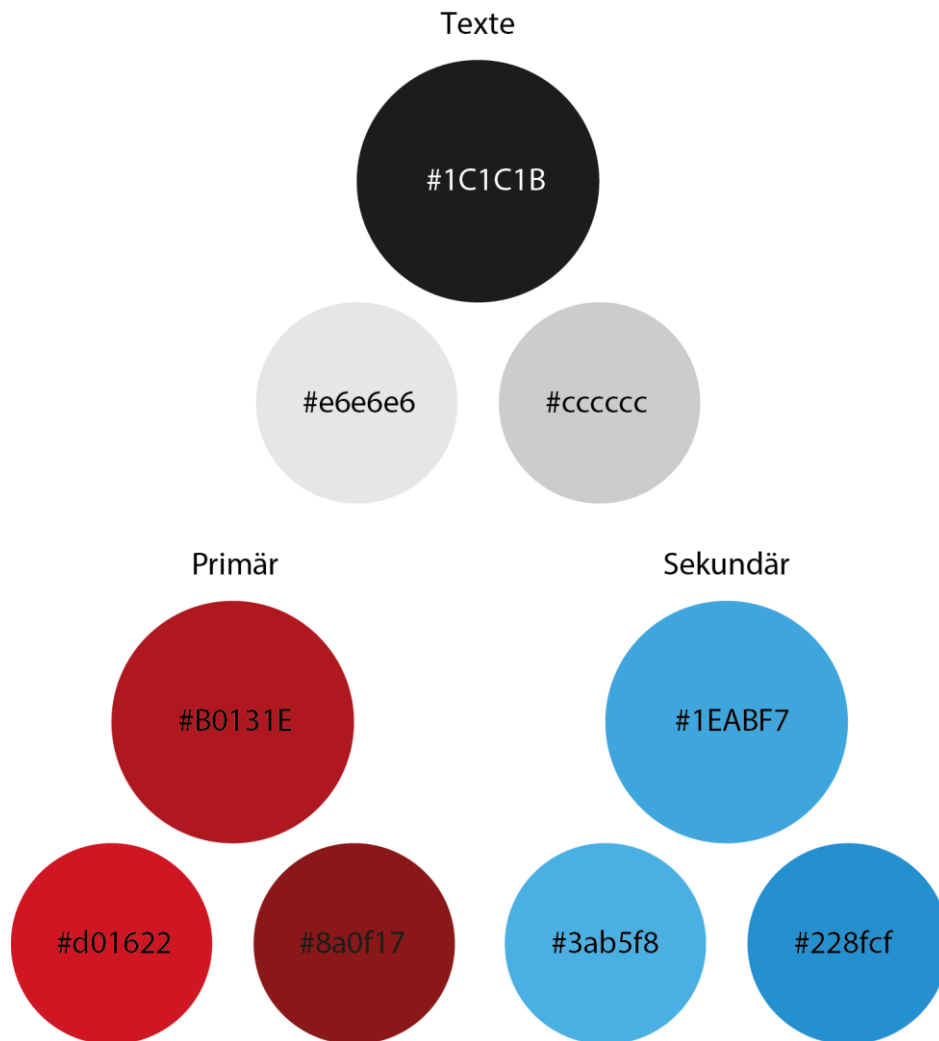 Texte
#1C1C1B
#e6e6e6 #cccccc
Primär Sekundär
#B0131E #1EABF7
#d01622 #8a0f17 #3ab5f8 #228fcf